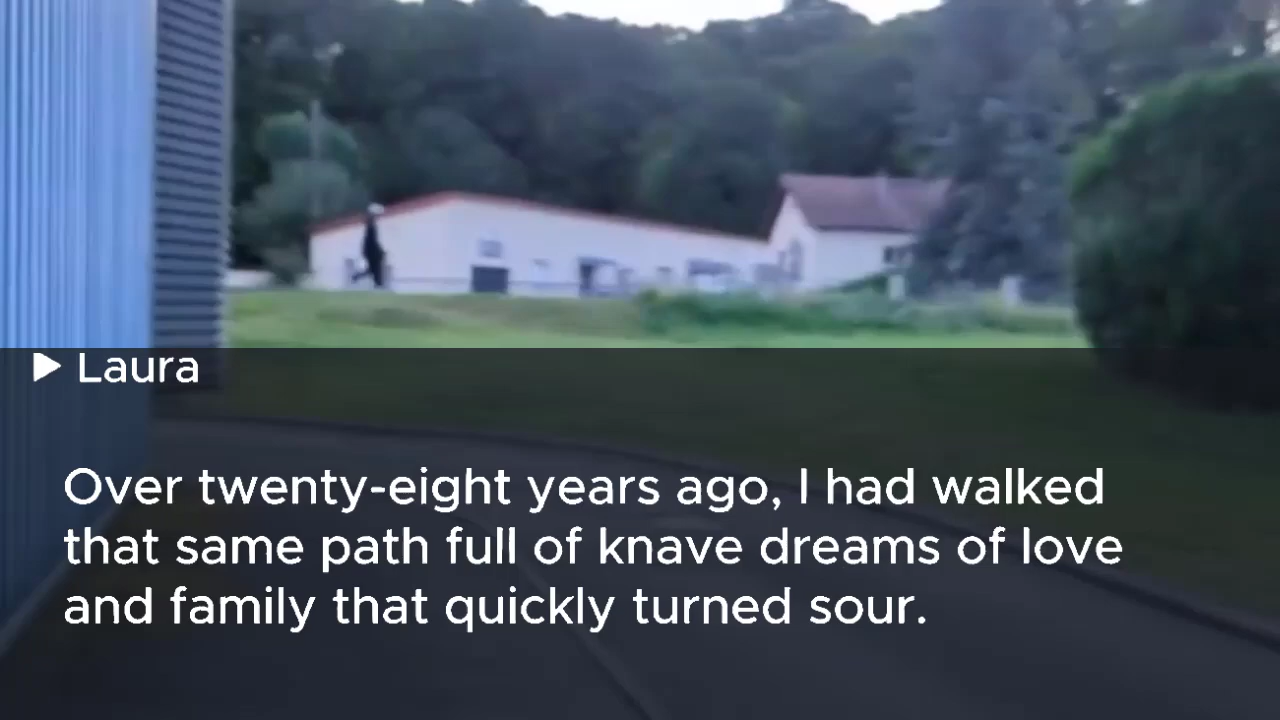 Laura
Over twenty-eight years ago, I had walked
that same path full of knave dreams of love
and family that quickly turned sour.